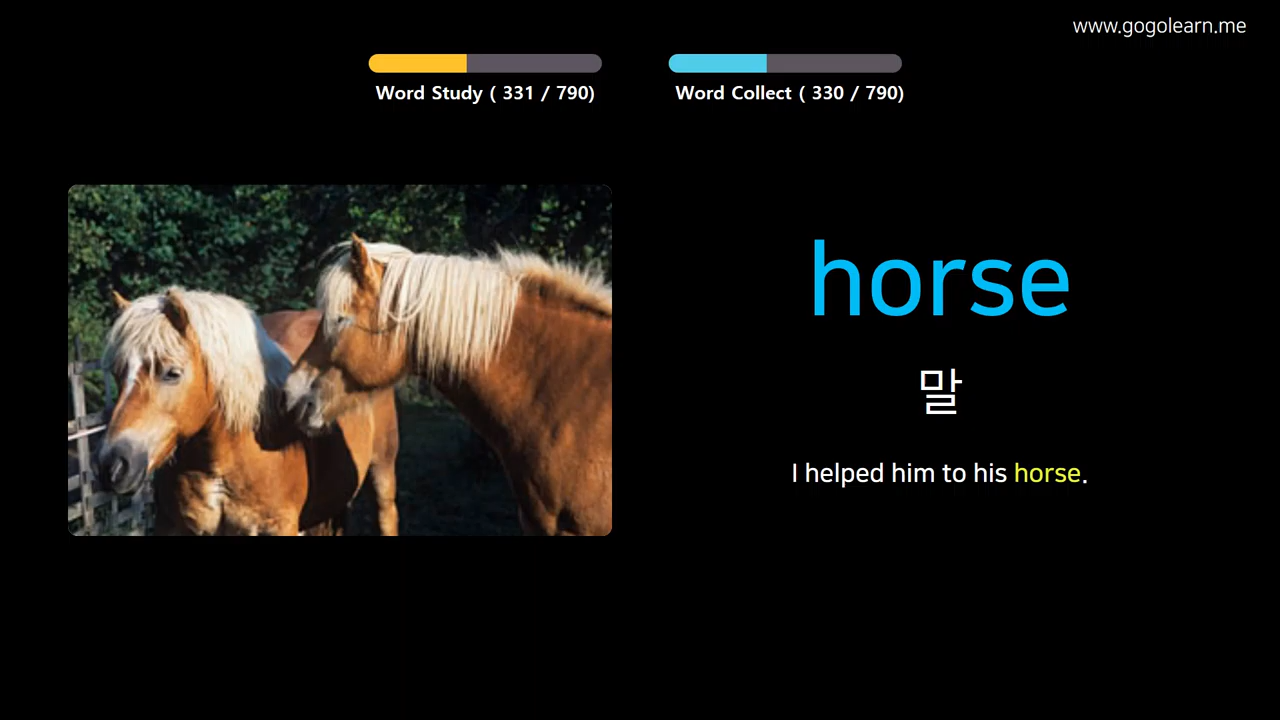 www.gogolearn.me
Word Study ( 331 / 790)
Word Collect ( 330 / 790)
horse
말
I helped him to his horse.